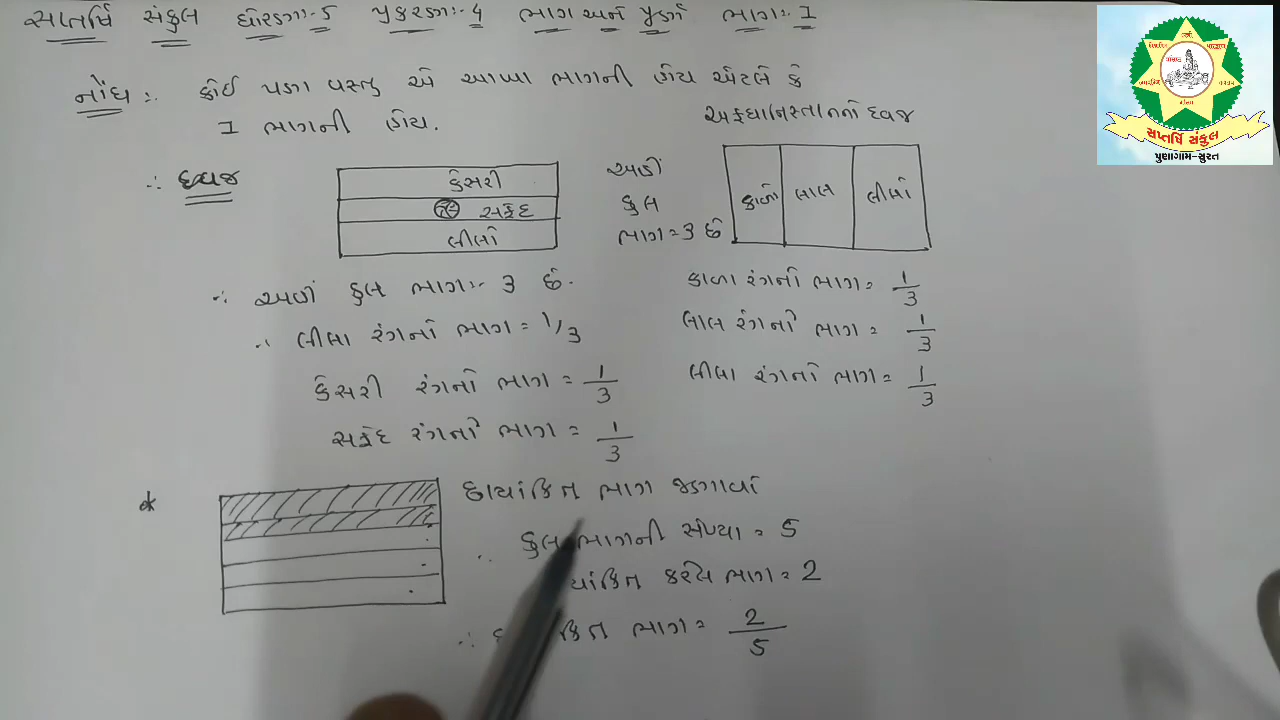 સપ્તર્ષિ સંકુલ ધોરણઃ-5 પ્રકરણઃ-4 ભાગ અને પૂર્ણ ભાગઃ-1
નોંધઃ- કોઈ પણ વસ્તુ એ આખા ભાગની હોય એટલે કે
1 ભાગની હોય.
∴ ધ્વજ
કેસરી
સફેદ
લીલો
અહીં
કુલ
ભાગ=3 છે
અફઘાનિસ્તાનનો ધ્વજ
કાળો લાલ લીલો
∴ અહીં કુલ ભાગઃ- 3 છે.
∴ લીલા રંગનો ભાગ = 1/3
કેસરી રંગનો ભાગ = 1/3
સફેદ રંગનો ભાગ = 1/3
કાળા રંગનો ભાગ = 1/3
લાલ રંગનો ભાગ = 1/3
લીલા રંગનો ભાગ = 1/3
* છાયાંકિત ભાગ જણાવો
∴ કુલ ભાગની સંખ્યા = 5
કરેલ ભાગ = 2
∴ ભાગ = 2/5
સપ્તર્ષિ સંકુલ
પુણાગામ-સુરત